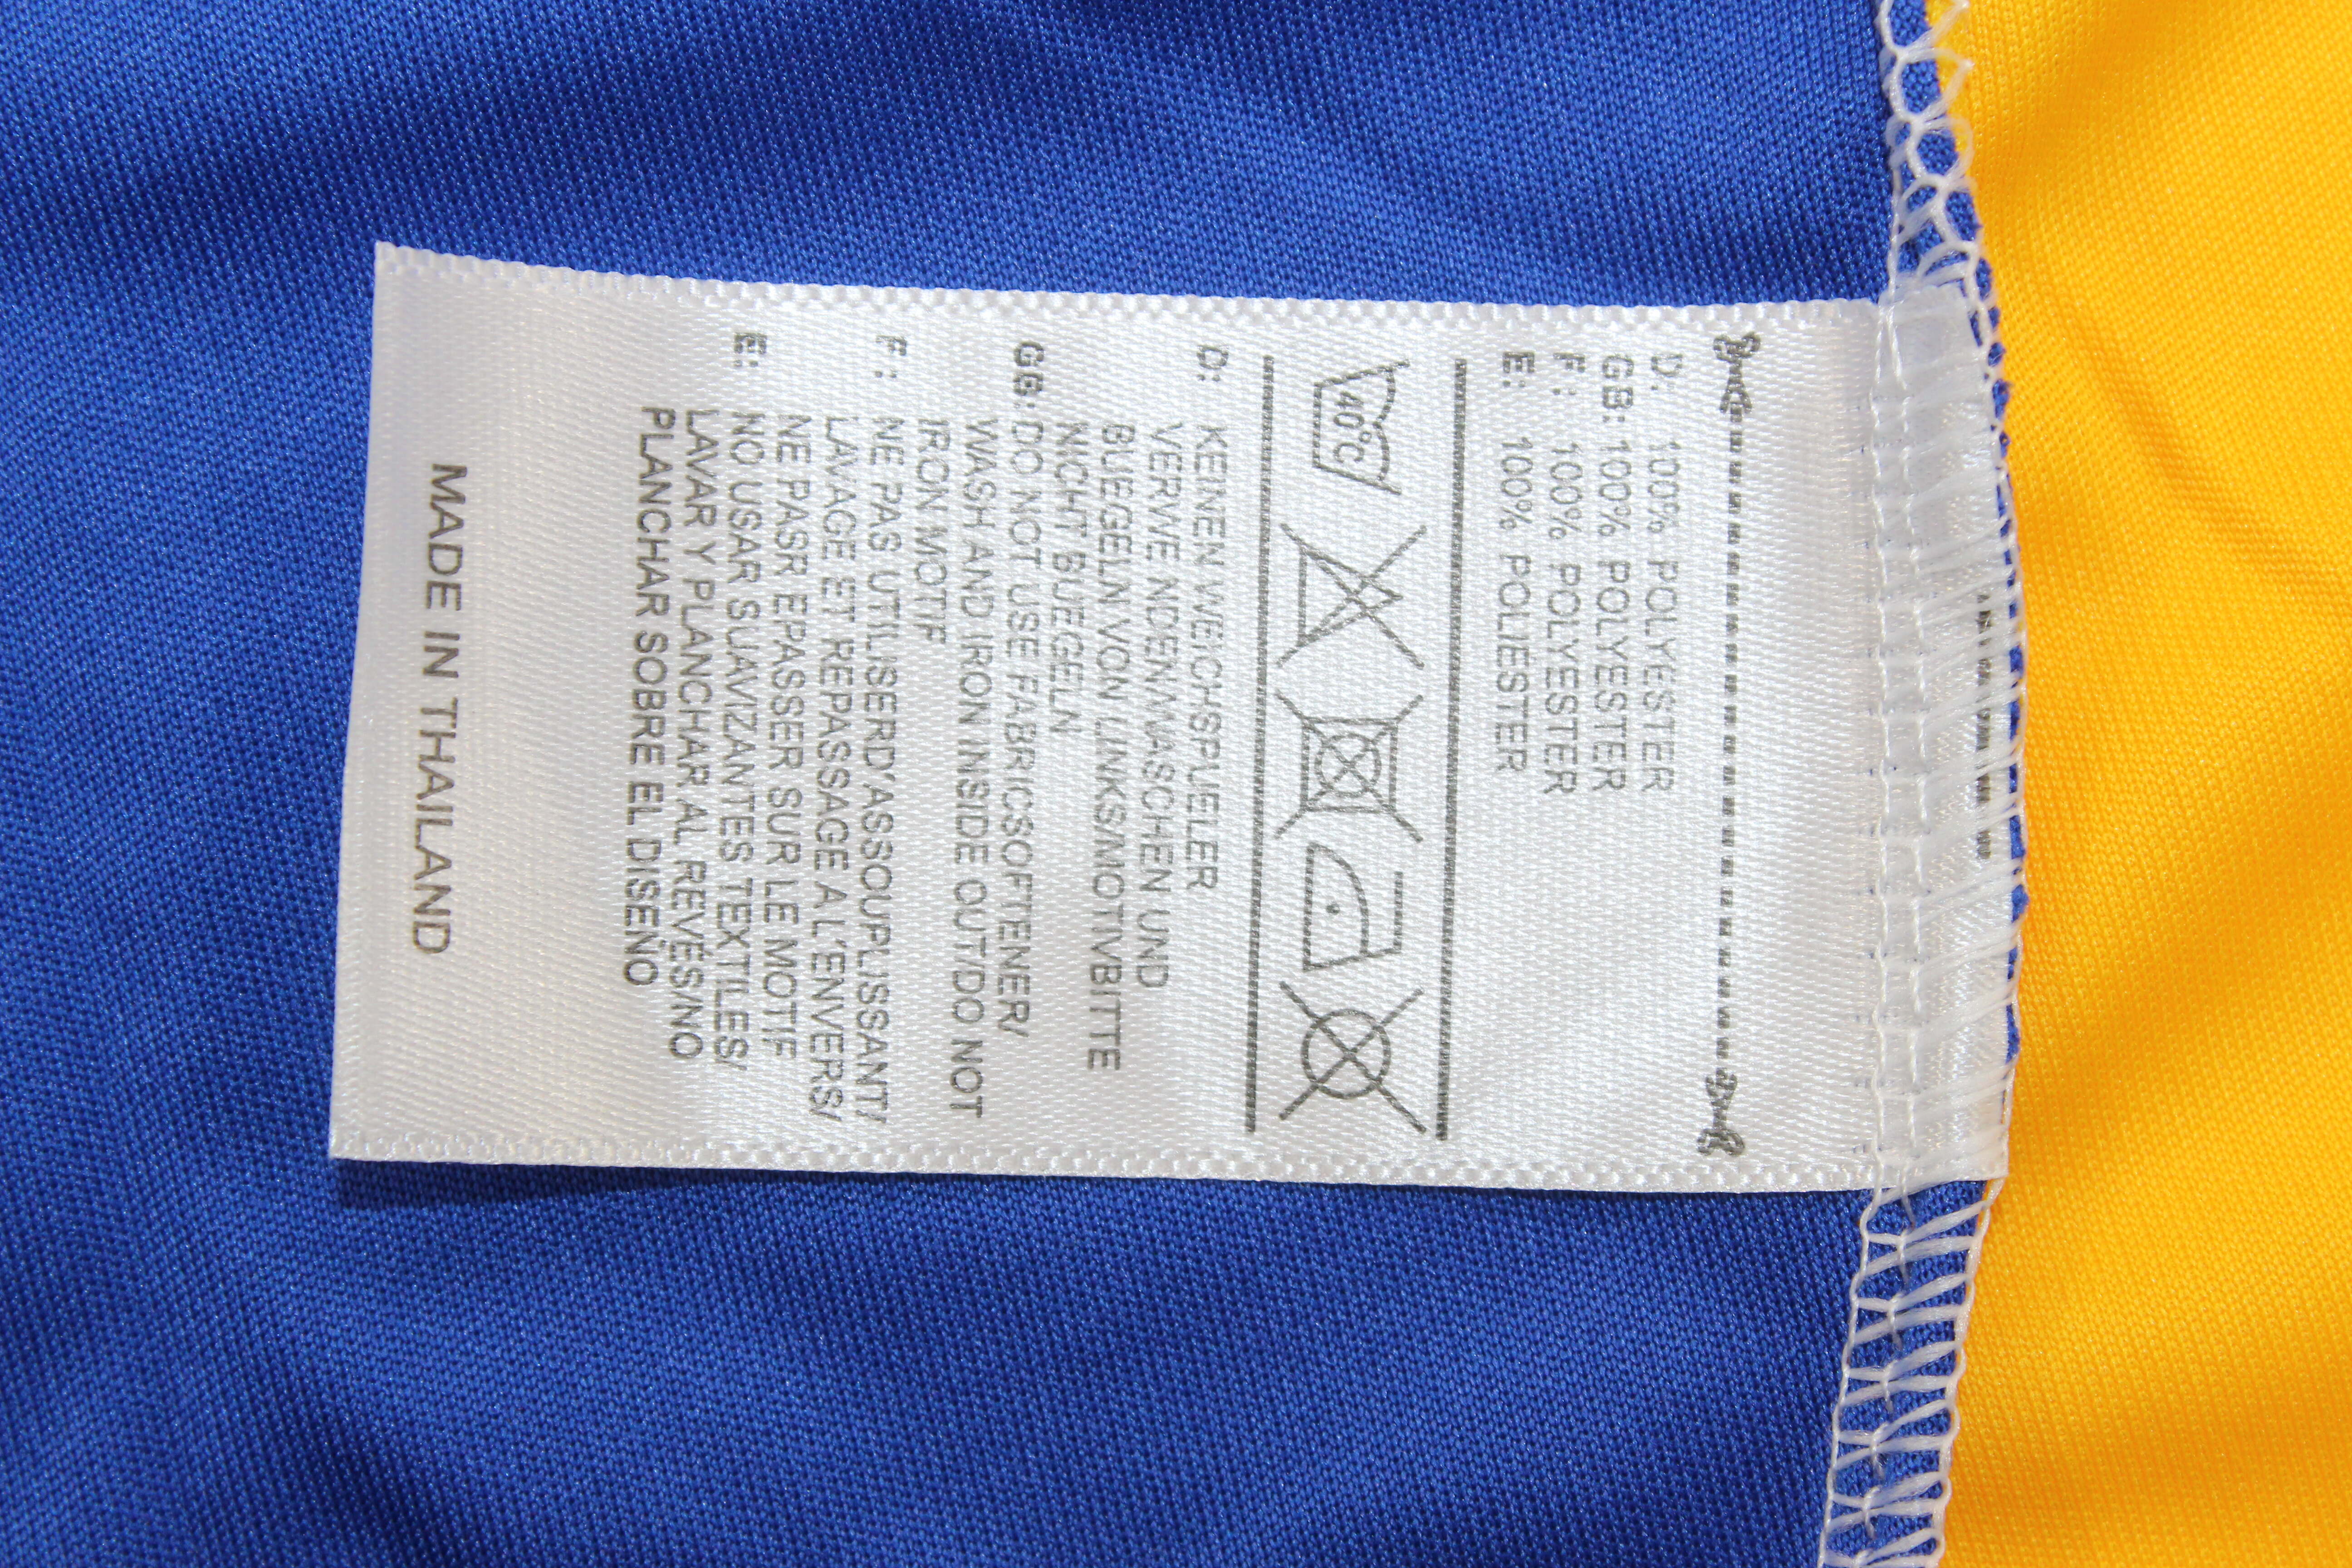 D: 100% POLYESTER
GB: 100% POLYESTER
F: 100% POLYESTER
E: 100% POLIESTER
40°C
D: KEINEN WEICHSPUELER
VERWE NDEN/WASCHEN UND
BUEGELN VON LINKS/MOTIVBITTE
NICHT BUEGELN
GB: DO NOT USE FABRICSOFTENER/
WASH AND IRON INSIDE OUT/DO NOT
IRON MOTIF
F: NE PAS UTILISERD'ASSOUPLISSANT/
LAVAGE ET REPASSAGE A L'ENVERS/
NE PASR EPASSER SUR LE MOTIF
E: NO USAR SUAVIZANTES TEXTILES/
LAVAR Y PLANCHAR AL REVÉS/NO
PLANCHAR SOBRE EL DISEÑO
MADE IN THAILAND